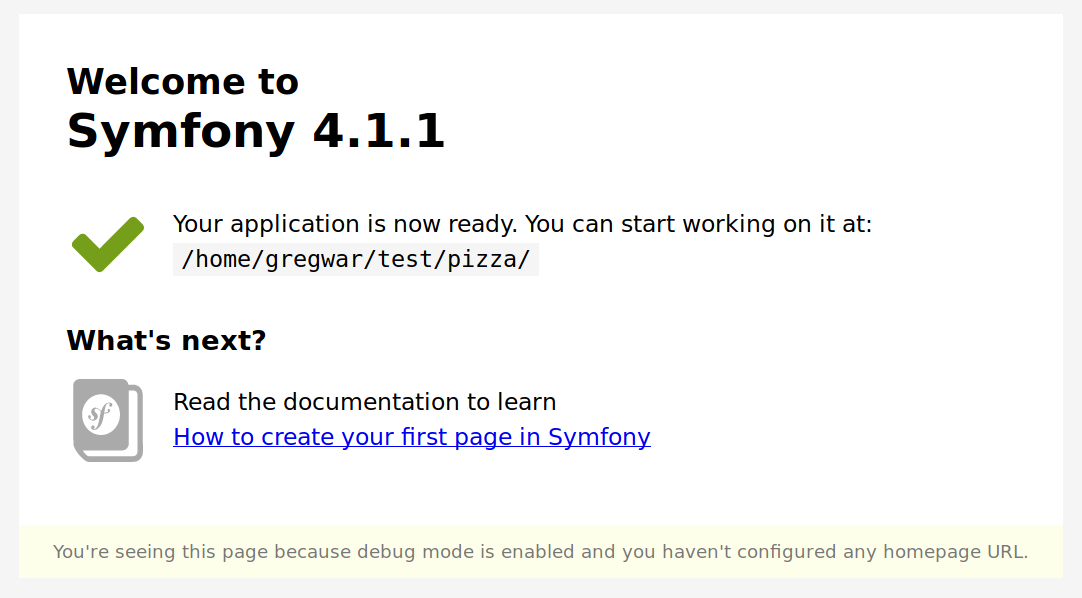 Welcome to
Symfony 4.1.1
Your application is now ready. You can start working on it at:
/home/gregwar/test/pizza/
What's next?
sf
Read the documentation to learn
How to create your first page in Symfony
You're seeing this page because debug mode is enabled and you haven't configured any homepage URL.